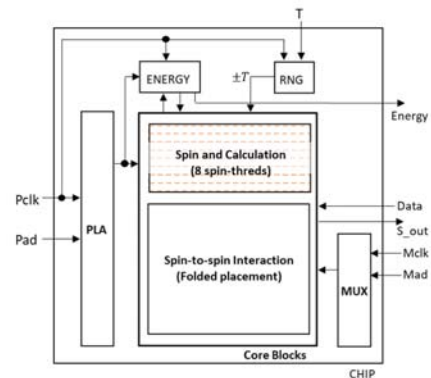 T
ENERGY
RNG
±T
Energy
Spin and Calculation
(8 spin-threds)
Pclk
Data
S_out
Pad
PLA
Spin-to-spin Interaction
(Folded placement)
Mclk
Mad
MUX
Core Blocks
CHIP